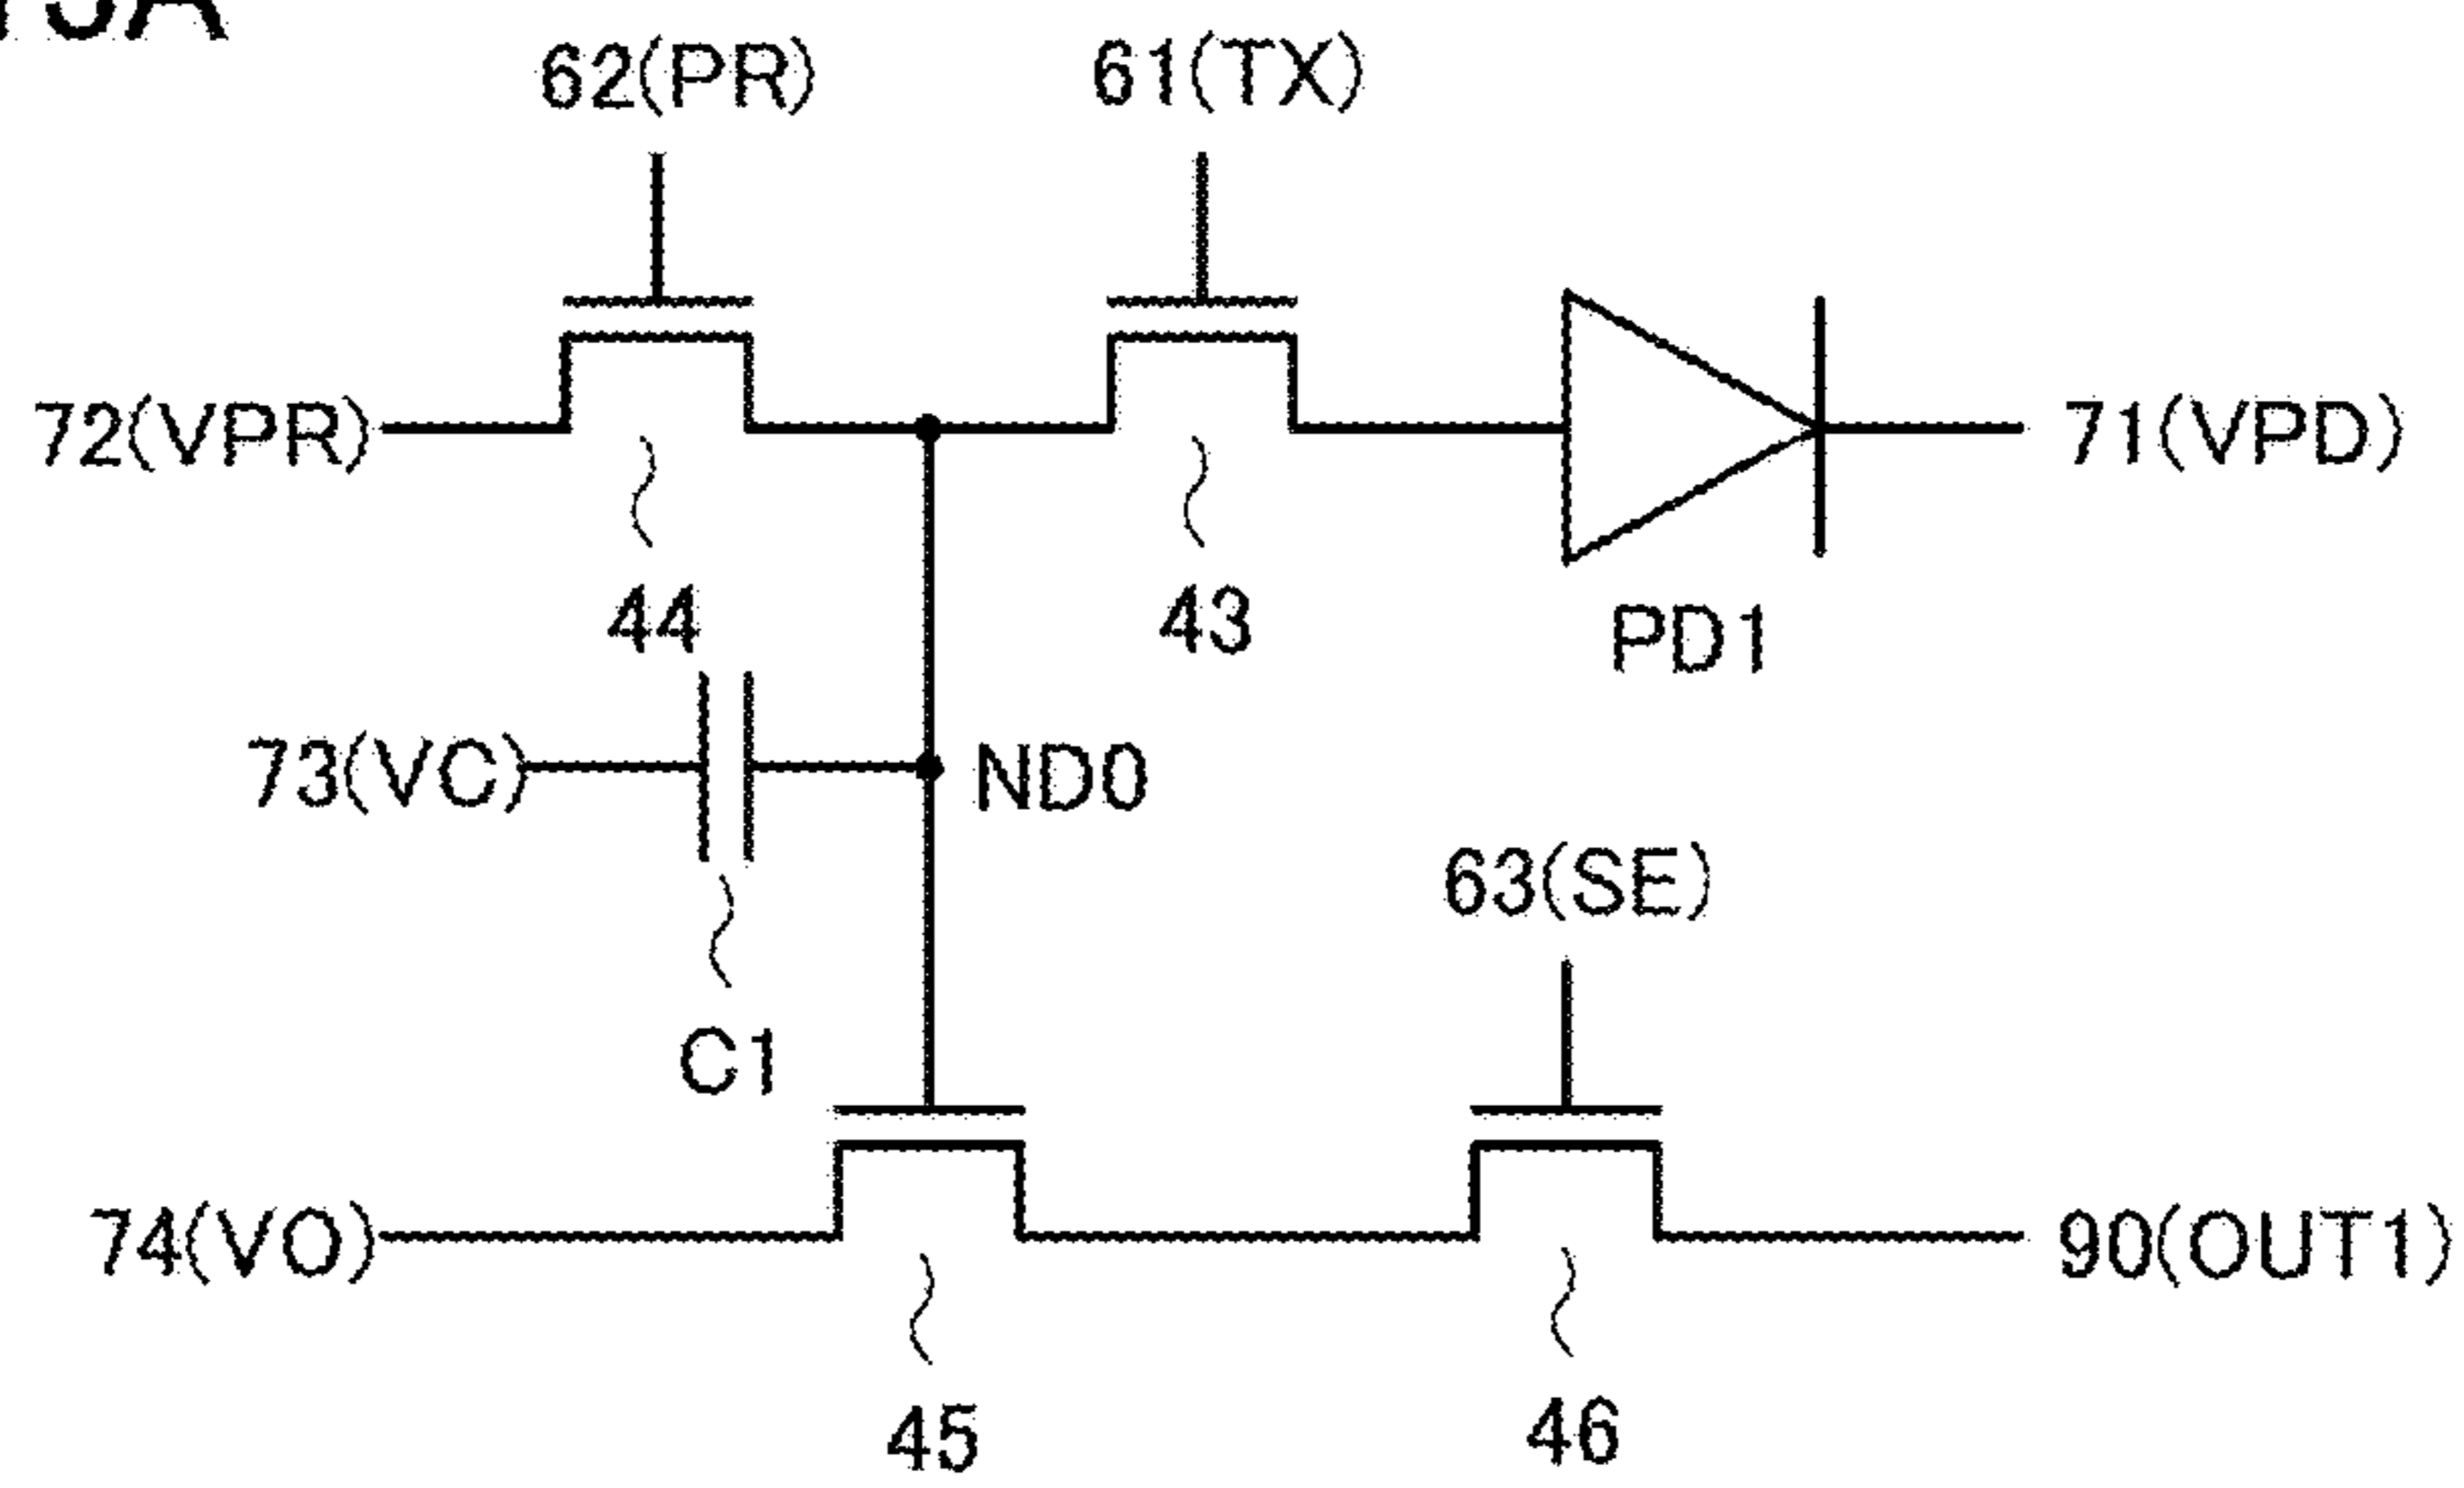 62(PR)
61(TX)
72(VPR)
71(VPD)
44
43
PD1
73(VC)
ND0
63(SE)
C1
74(VO)
90(OUT1)
45
46